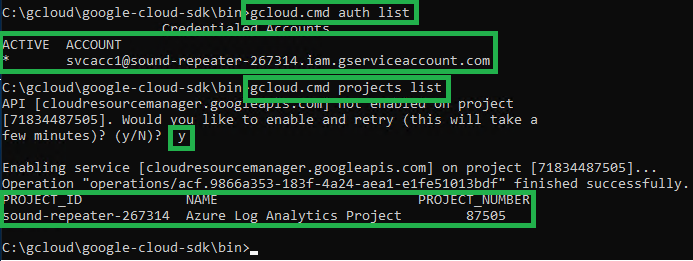 C:\gcloud\google-cloud-sdk\bin>gcloud.cmd auth list
Credentialed Accounts
ACTIVE  ACCOUNT
*       svcacc1@sound-repeater-267314.iam.gserviceaccount.com
C:\gcloud\google-cloud-sdk\bin>gcloud.cmd projects list
API [cloudresourcemanager.googleapis.com] not enabled on project
[71834487505]. Would you like to enable and retry (this will take a
few minutes)? (y/N)?  y
Enabling service [cloudresourcemanager.googleapis.com] on project [71834487505]...
Operation "operations/acf.9866a353-183f-4a24-aea1-e1fe51013bdf" finished successfully.
PROJECT_ID            NAME                         PROJECT_NUMBER
sound-repeater-267314  Azure Log Analytics Project        87505
C:\gcloud\google-cloud-sdk\bin>